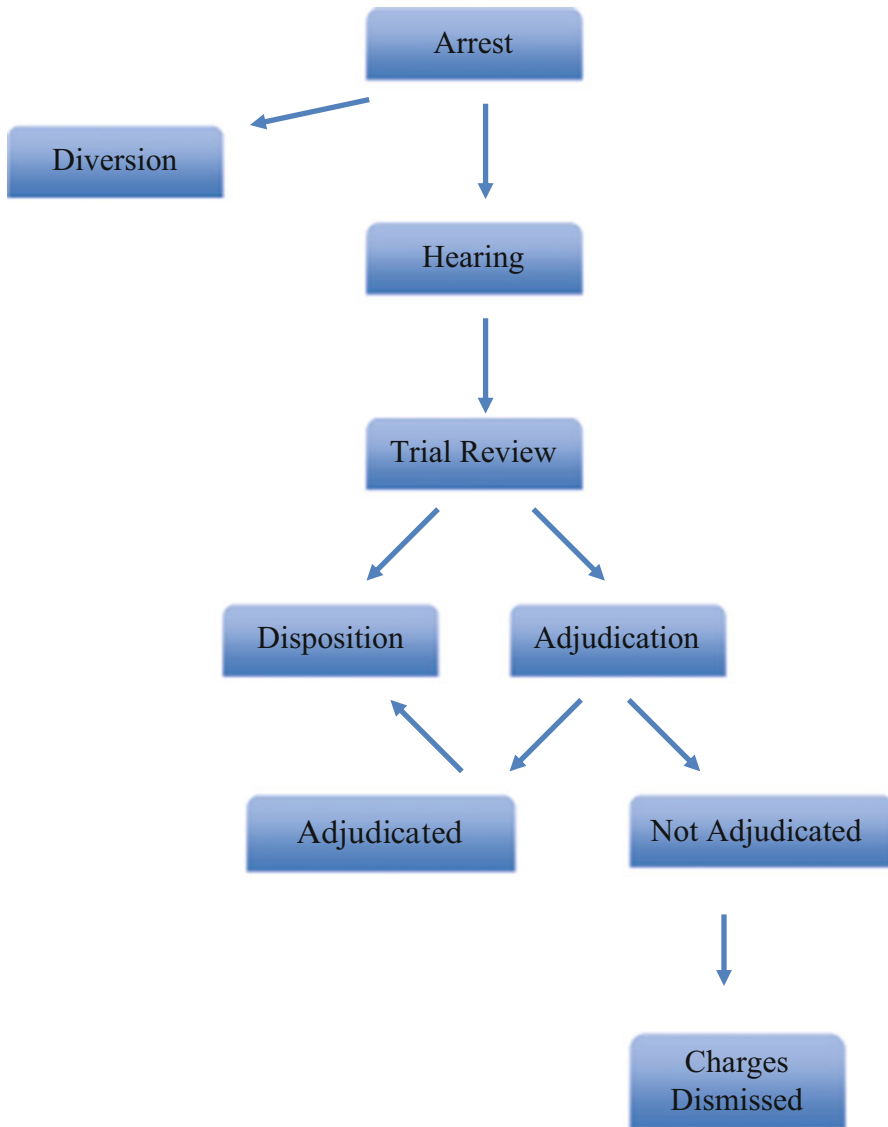 Arrest
Diversion
Hearing
Trial Review
Disposition
Adjudication
Adjudicated
Not Adjudicated
Charges
Dismissed